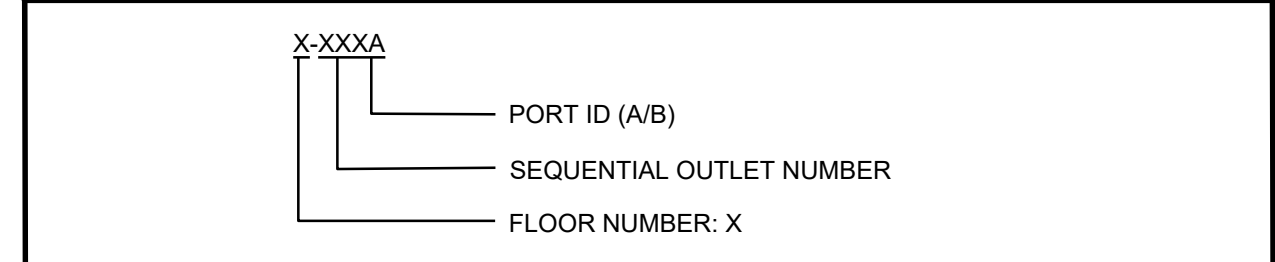 X-XXXA
PORT ID (A/B)
SEQUENTIAL OUTLET NUMBER
FLOOR NUMBER: X